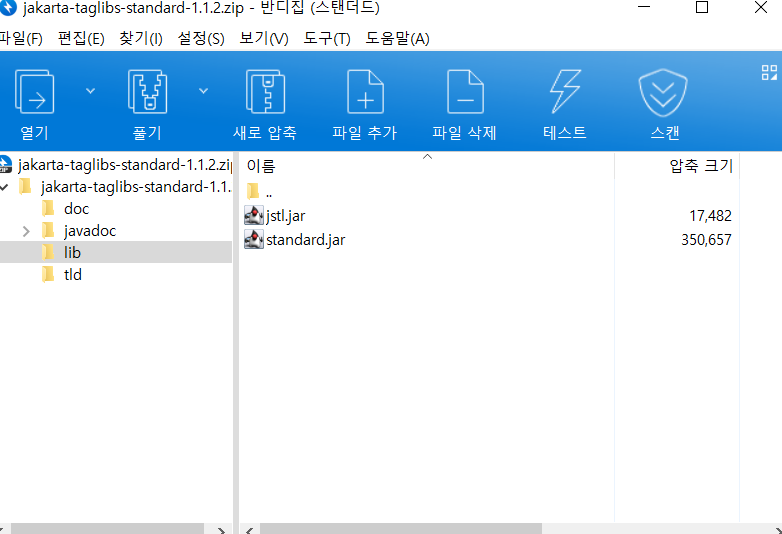 jakarta-taglibs-standard-1.1.2.zip - 반디집 (스탠더드)
파일(F) 편집(E) 찾기(I) 설정(S) 보기(V) 도구(T) 도움말(A)
열기 풀기 새로 압축 파일 추가 파일 삭제 테스트 스캔
jakarta-taglibs-standard-1.1.2.zip
jakarta-taglibs-standard-1.1.
doc
javadoc
lib
tld
이름 압축 크기
..
jstl.jar 17,482
standard.jar 350,657